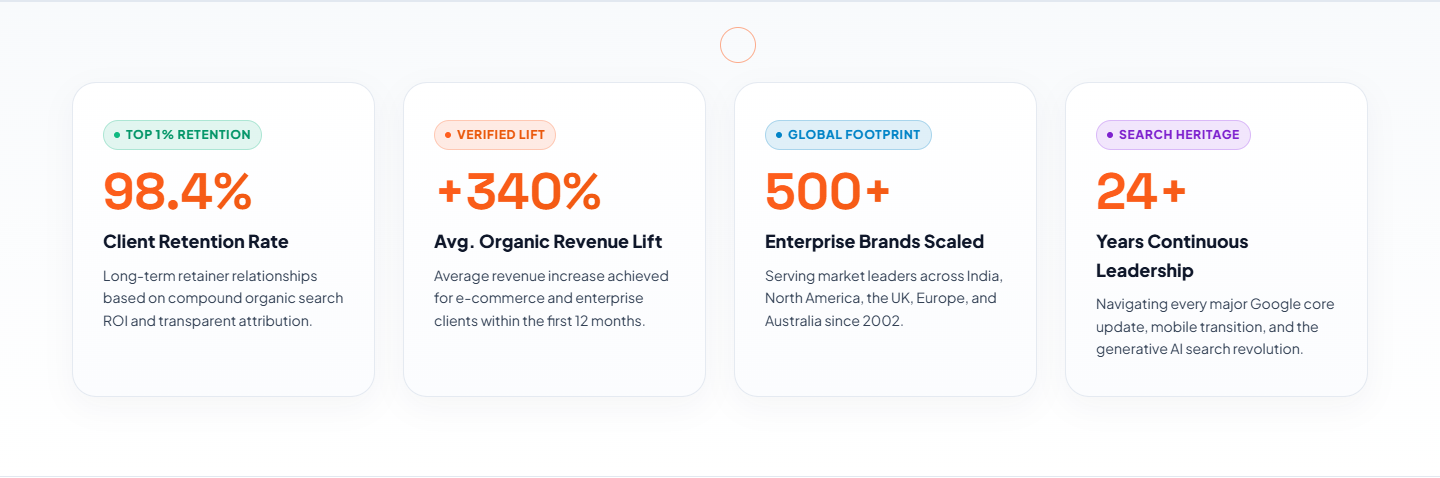 TOP 1% RETENTION
98.4%
Client Retention Rate
Long-term retainer relationships
based on compound organic search
ROI and transparent attribution.
VERIFIED LIFT
+340%
Avg. Organic Revenue Lift
Average revenue increase achieved
for e-commerce and enterprise
clients within the first 12 months.
GLOBAL FOOTPRINT
500+
Enterprise Brands Scaled
Serving market leaders across India,
North America, the UK, Europe, and
Australia since 2002.
SEARCH HERITAGE
24+
Years Continuous
Leadership
Navigating every major Google core
update, mobile transition, and the
generative AI search revolution.